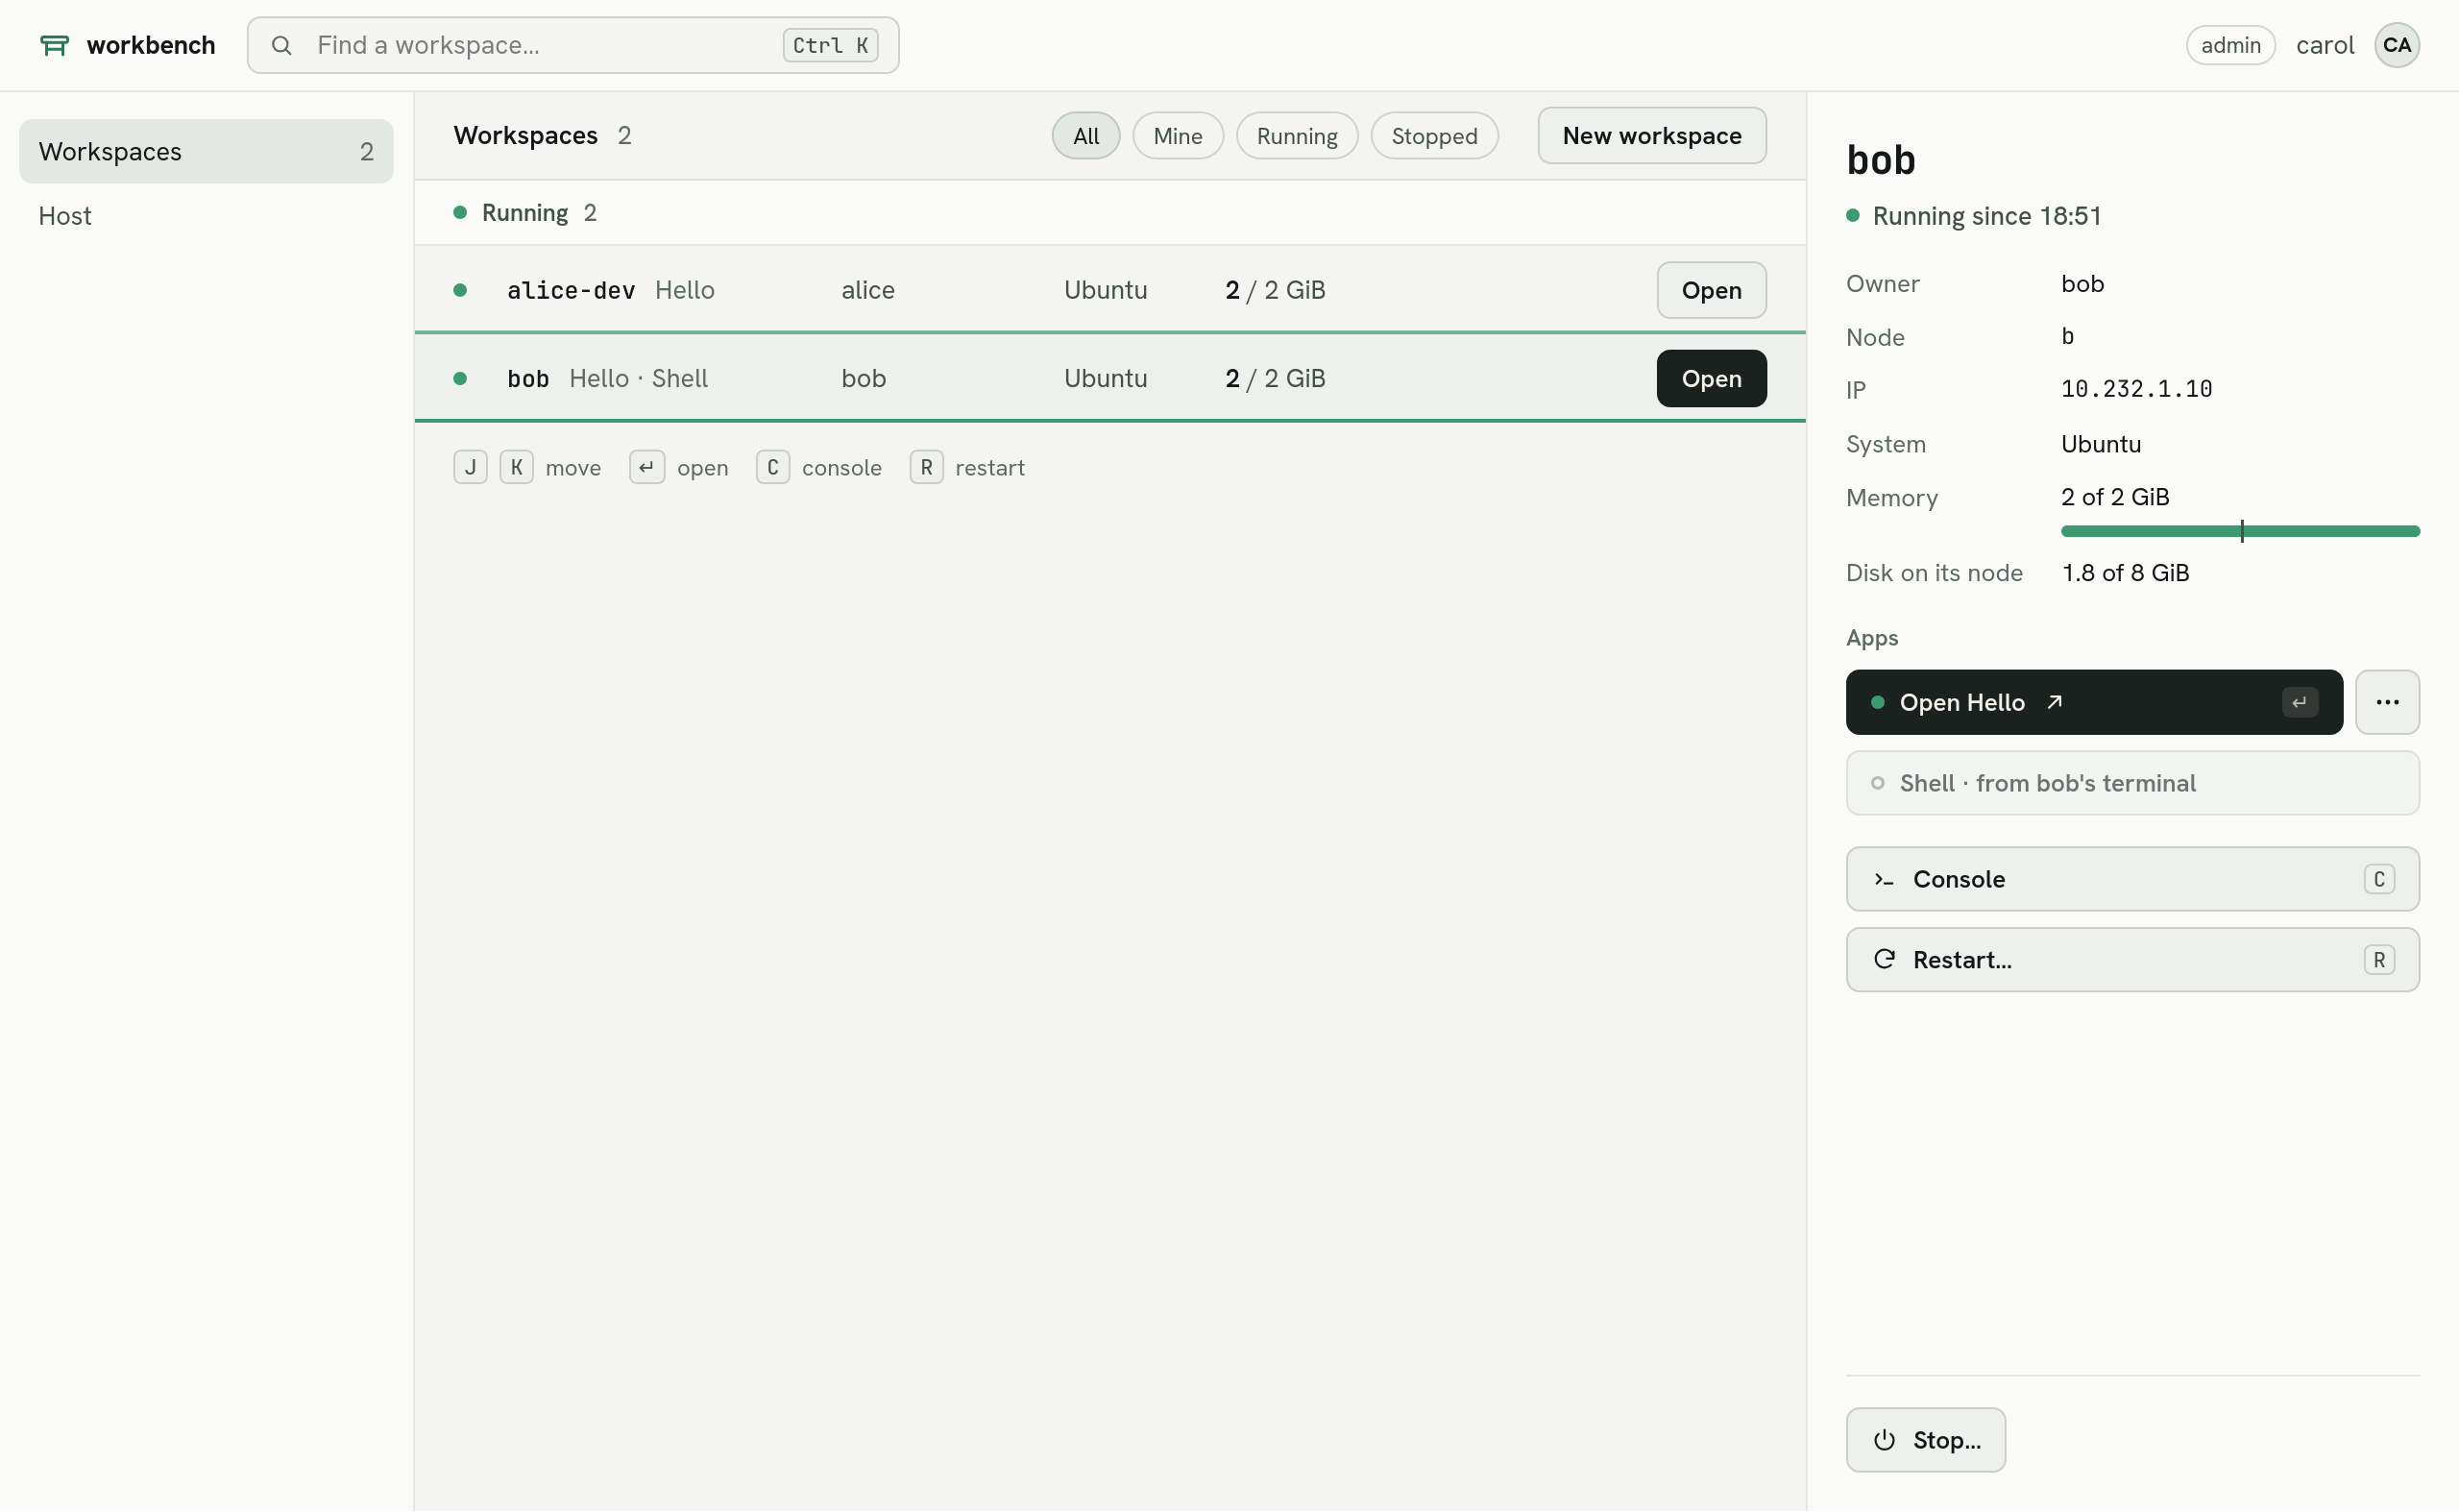 workbench
Find a workspace...
Ctrl K
admin
carol
CA
Workspaces 2
Host
Workspaces 2
All
Mine
Running
Stopped
New workspace
Running 2
alice-dev Hello alice Ubuntu 2 / 2 GiB Open
bob Hello · Shell bob Ubuntu 2 / 2 GiB Open
J K move ↵ open C console R restart
bob
Running since 18:51
Owner bob
Node b
IP 10.232.1.10
System Ubuntu
Memory 2 of 2 GiB
Disk on its node 1.8 of 8 GiB
Apps
Open Hello ↗ ↵
Shell · from bob's terminal
Console C
Restart... R
Stop...